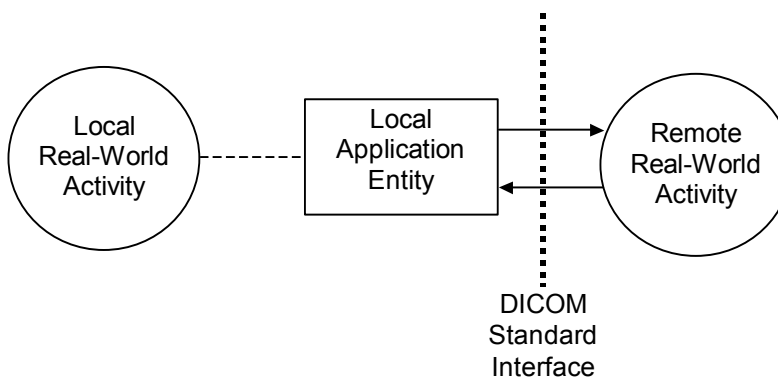 Local
Real-World
Activity
Local
Application
Entity
Remote
Real-World
Activity
DICOM
Standard
Interface